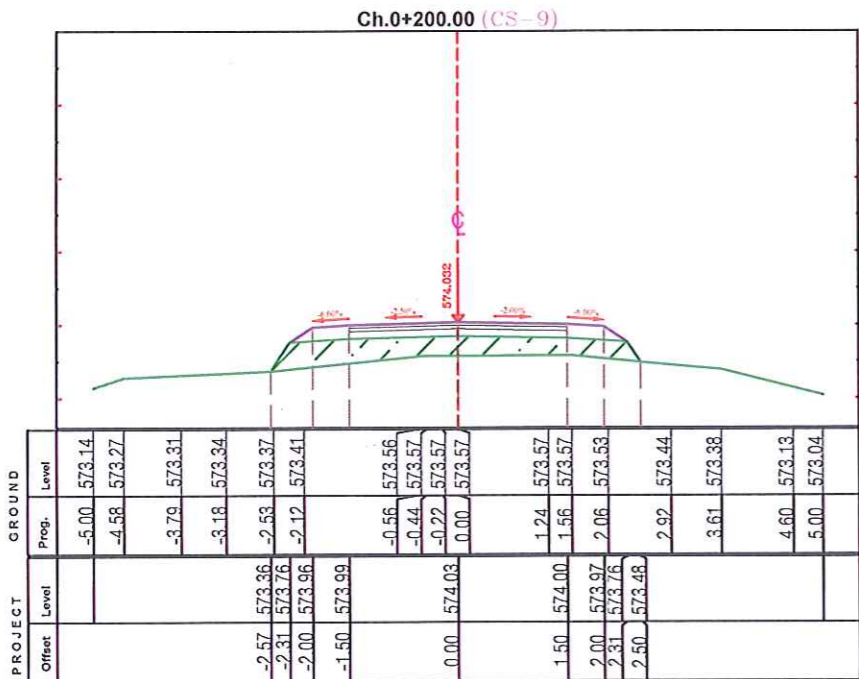 Ch.0+200.00 (CS-9)
574.032
-4.00% -2.50% -2.00% -4.00%
GROUND
Level 573.14 573.27 573.31 573.34 573.37 573.41 573.56 573.57 573.57 573.57 573.57 573.57 573.53 573.44 573.38 573.13 573.04
Prog. -5.00 -4.58 -3.79 -3.18 -2.53 -2.12 -0.56 -0.44 -0.22 0.00 1.24 1.56 2.06 2.92 3.61 4.60 5.00
PROJECT
Level 573.36 573.76 573.96 573.99 574.03 574.00 573.97 573.76 573.48
Offset -2.57 -2.31 -2.00 -1.50 0.00 1.50 2.00 2.31 2.50